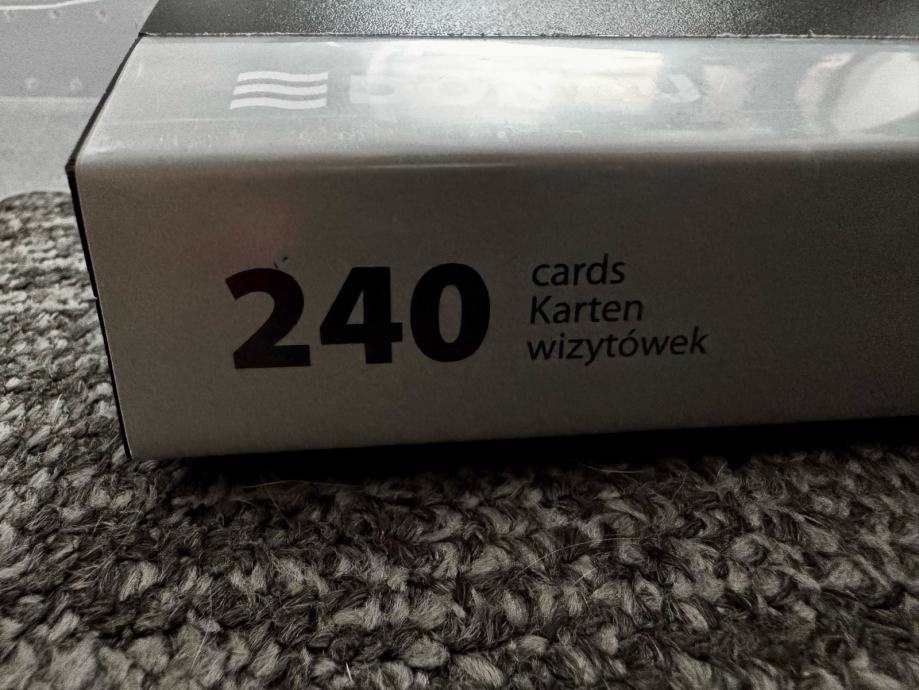 240
cards
Karten
wizytówek